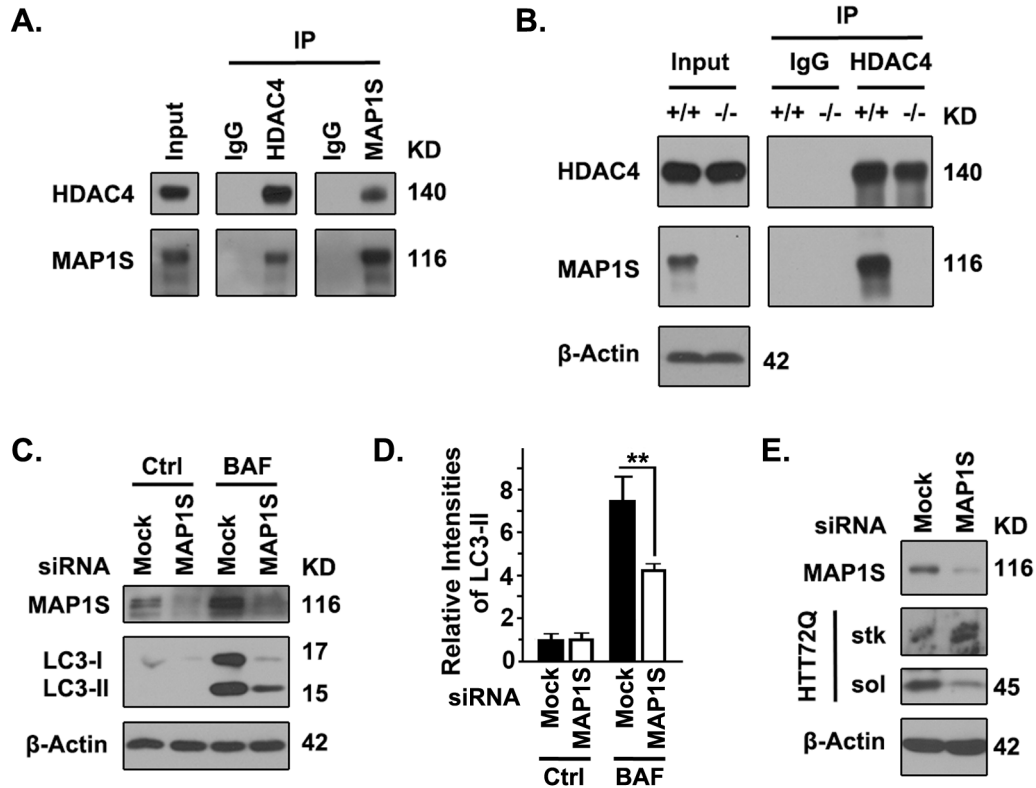 A.
IP
Input
IgG
HDAC4
IgG
MAP1S
KD
HDAC4
140
MAP1S
116
B.
IP
Input
IgG
HDAC4
+/+ -/- +/+ -/- +/+ -/- KD
HDAC4
140
MAP1S
116
β-Actin
42
C.
Ctrl
BAF
siRNA
Mock
MAP1S
Mock
MAP1S
KD
MAP1S
116
LC3-I
17
LC3-II
15
β-Actin
42
D.
Relative Intensities
of LC3-II
**
8
6
4
2
0
siRNA
Mock
MAP1S
Mock
MAP1S
Ctrl
BAF
E.
siRNA
Mock
MAP1S
KD
MAP1S
116
HTT72Q
stk
sol
45
β-Actin
42